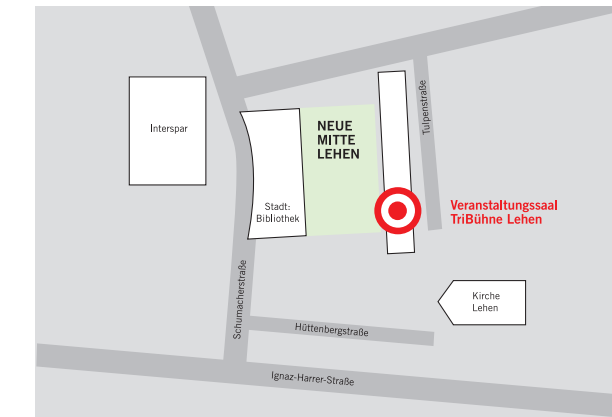 Interspar
NEUE
MITTE
LEHEN
Tulpenstraße
Stadt:
Bibliothek
Veranstaltungssaal
TriBühne Lehen
Schumacherstraße
Kirche
Lehen
Hüttenbergstraße
Ignaz-Harrer-Straße